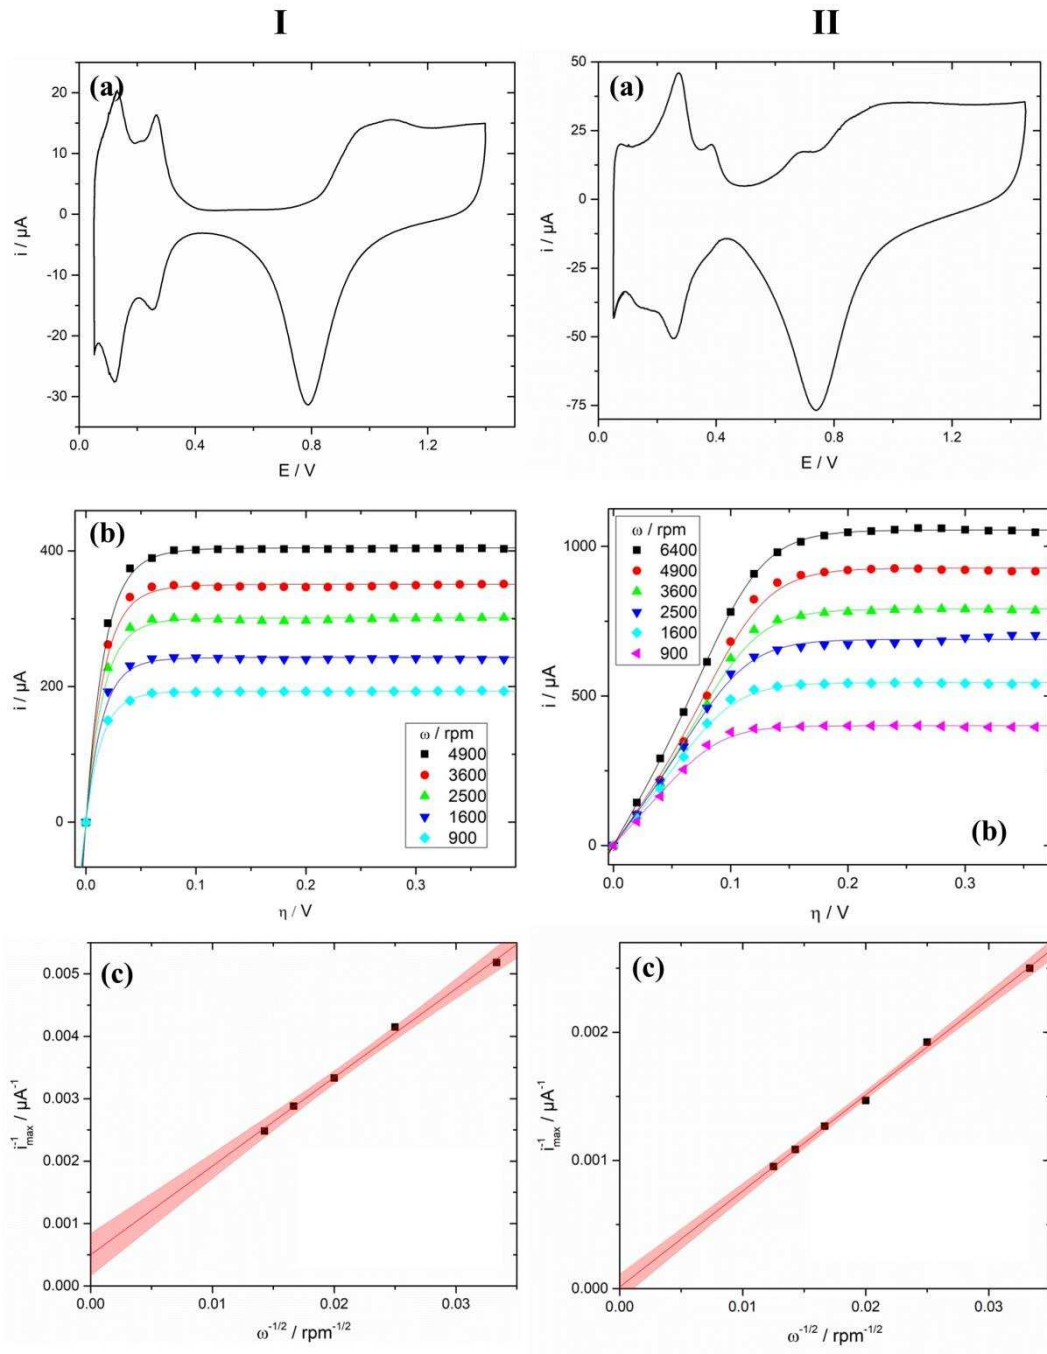 I
II
(a)
20
10
0
-10
-20
-30
i / µA
0.0
0.4
0.8
1.2
E / V
(a)
50
25
0
-25
-50
-75
i / µA
0.0
0.4
0.8
1.2
E / V
(b)
400
200
0
i / µA
ω / rpm
4900
3600
2500
1600
900
0.0
0.1
0.2
0.3
η / V
ω / rpm
6400
4900
3600
2500
1600
900
1000
500
0
i / µA
(b)
0.0
0.1
0.2
0.3
η / V
(c)
0.005
0.004
0.003
0.002
0.001
0.000
i⁻¹max / µA⁻¹
0.00
0.01
0.02
0.03
ω⁻¹/² / rpm⁻¹/²
(c)
0.002
0.001
0.000
i⁻¹max / µA⁻¹
0.00
0.01
0.02
0.03
ω⁻¹/² / rpm⁻¹/²